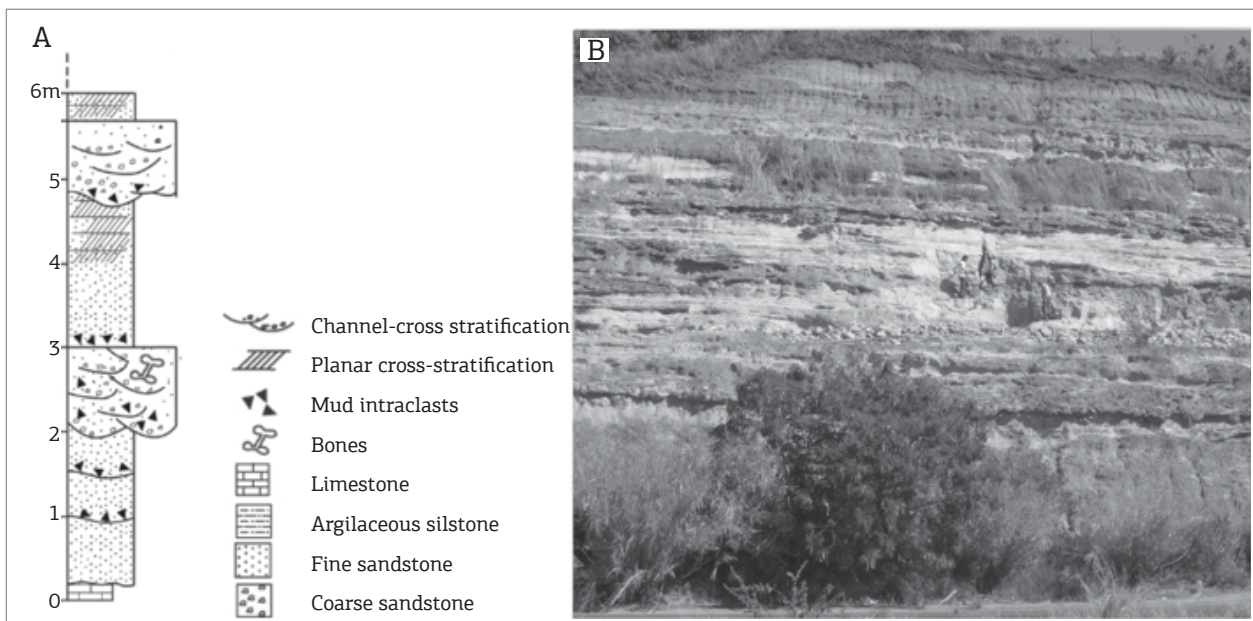 A
B
6m
5
4
3
2
1
0
Channel-cross stratification
Planar cross-stratification
Mud intraclasts
Bones
Limestone
Argilaceous silstone
Fine sandstone
Coarse sandstone